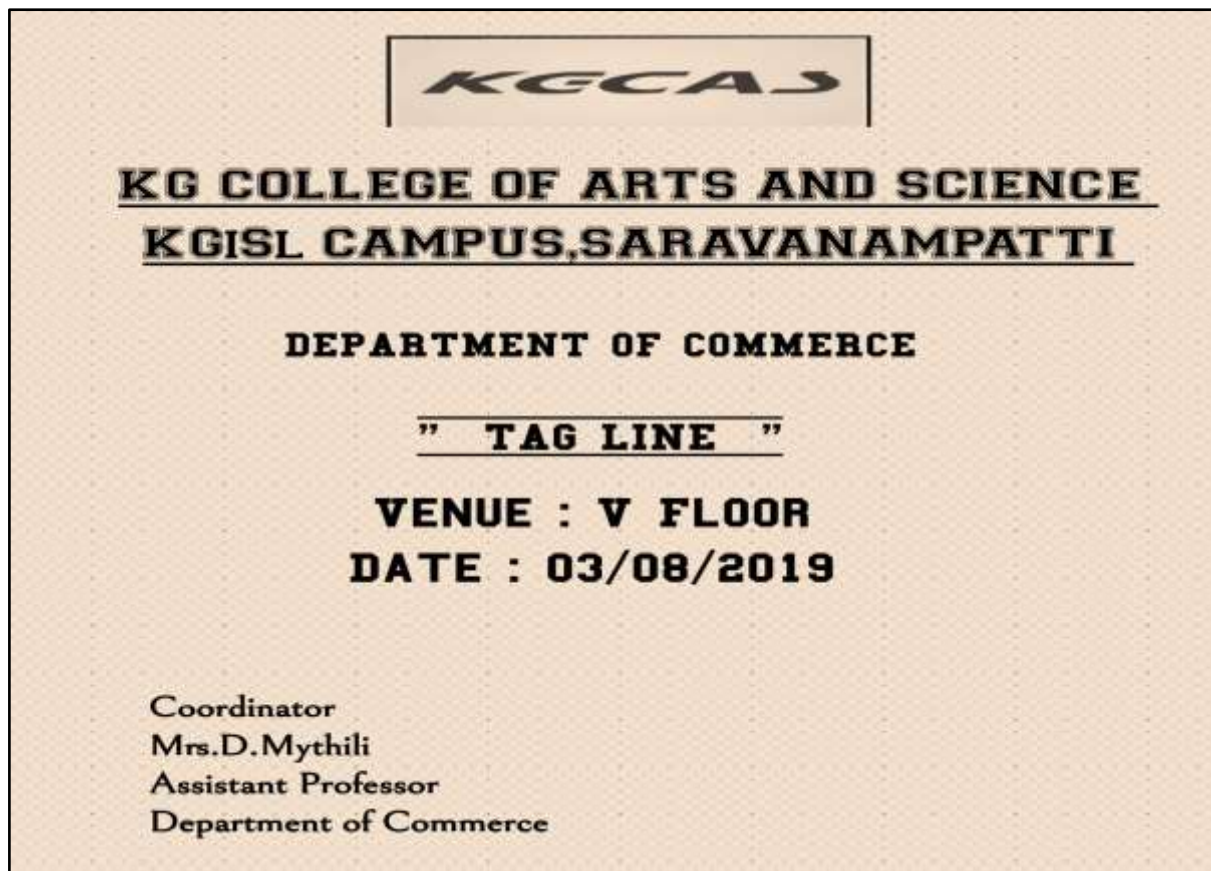 KGCAS
KG COLLEGE OF ARTS AND SCIENCE
KGISL CAMPUS,SARAVANAMPATTI
DEPARTMENT OF COMMERCE
” TAG LINE ”
VENUE : V FLOOR
DATE : 03/08/2019
Coordinator
Mrs.D.Mythili
Assistant Professor
Department of Commerce